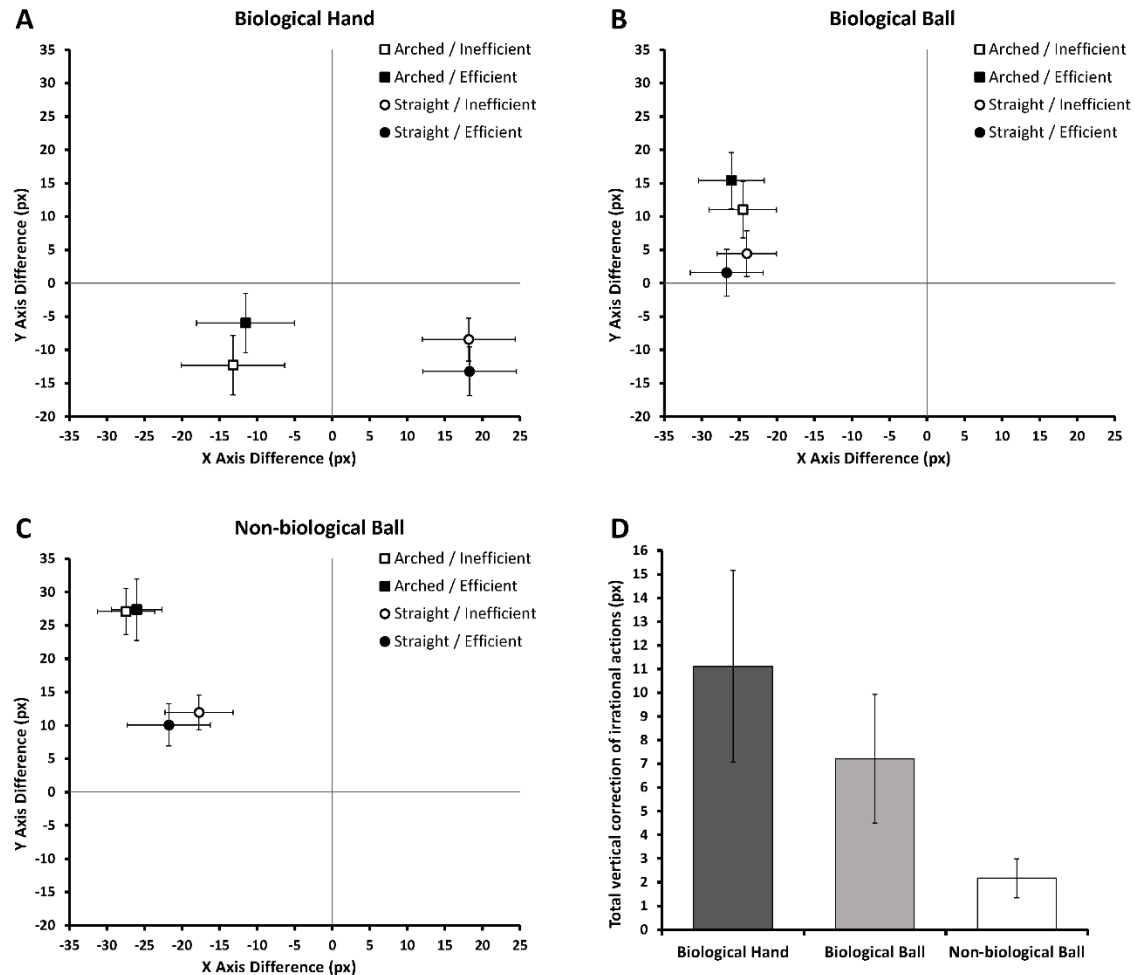 A
Biological Hand
Arched / Inefficient
Arched / Efficient
Straight / Inefficient
Straight / Efficient
35
30
25
20
15
10
5
0
-5
-10
-15
-20
Y Axis Difference (px)
-35 -30 -25 -20 -15 -10 -5 0 5 10 15 20 25
X Axis Difference (px)
B
Biological Ball
Arched / Inefficient
Arched / Efficient
Straight / Inefficient
Straight / Efficient
35
30
25
20
15
10
5
0
-5
-10
-15
-20
Y Axis Difference (px)
-35 -30 -25 -20 -15 -10 -5 0 5 10 15 20 25
X Axis Difference (px)
C
Non-biological Ball
Arched / Inefficient
Arched / Efficient
Straight / Inefficient
Straight / Efficient
35
30
25
20
15
10
5
0
-5
-10
-15
-20
Y Axis Difference (px)
-35 -30 -25 -20 -15 -10 -5 0 5 10 15 20 25
X Axis Difference (px)
D
16
15
14
13
12
11
10
9
8
7
6
5
4
3
2
1
0
Total vertical correction of irrational actions (px)
Biological Hand Biological Ball Non-biological Ball